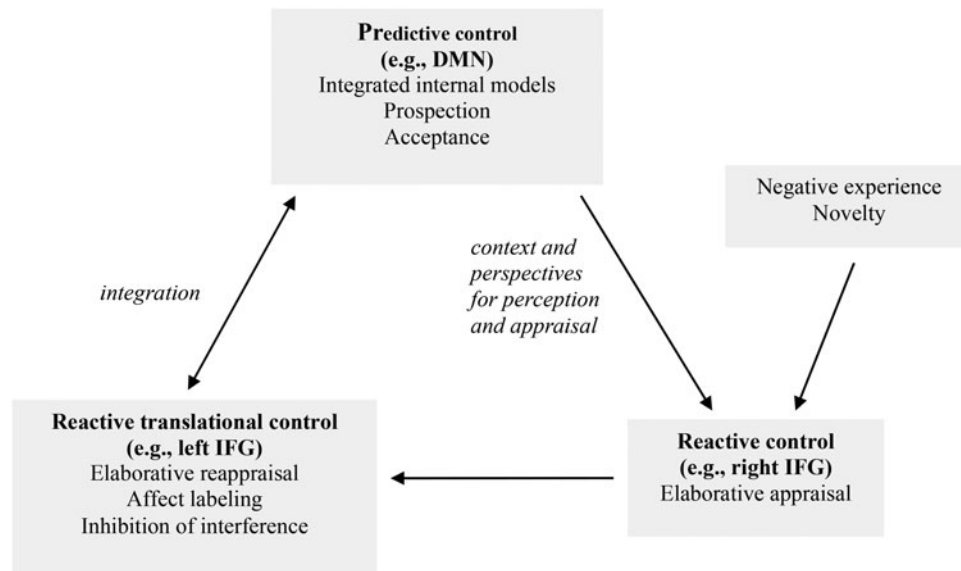 Predictive control
(e.g., DMN)
Integrated internal models
Prospection
Acceptance
Negative experience
Novelty
integration
context and
perspectives
for perception
and appraisal
Reactive translational control
(e.g., left IFG)
Elaborative reappraisal
Affect labeling
Inhibition of interference
Reactive control
(e.g., right IFG)
Elaborative appraisal